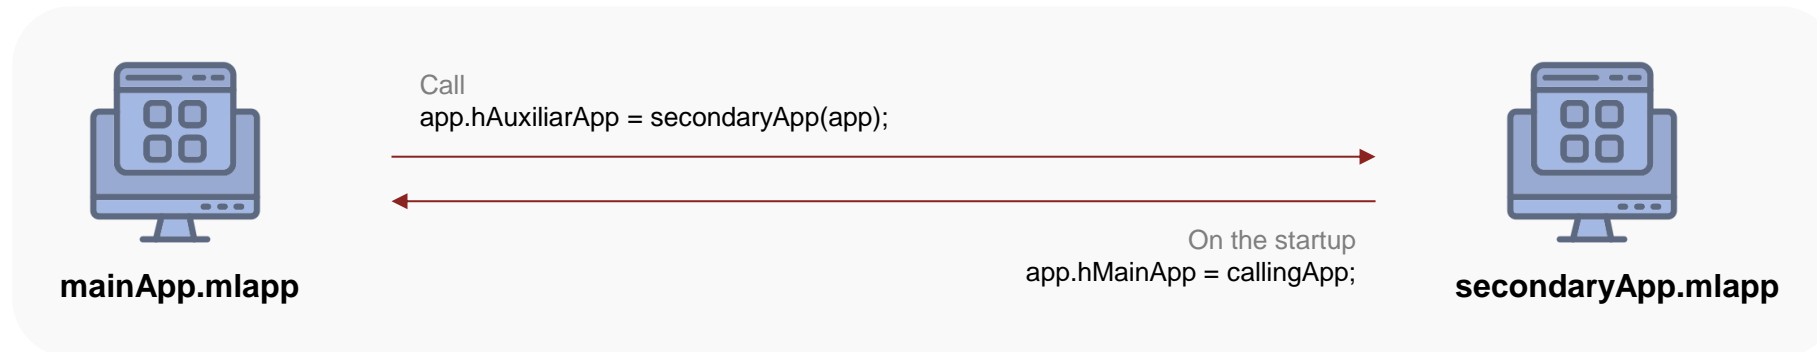 Call
app.hAuxiliarApp = secondaryApp(app);
On the startup
app.hMainApp = callingApp;
mainApp.mlapp
secondaryApp.mlapp